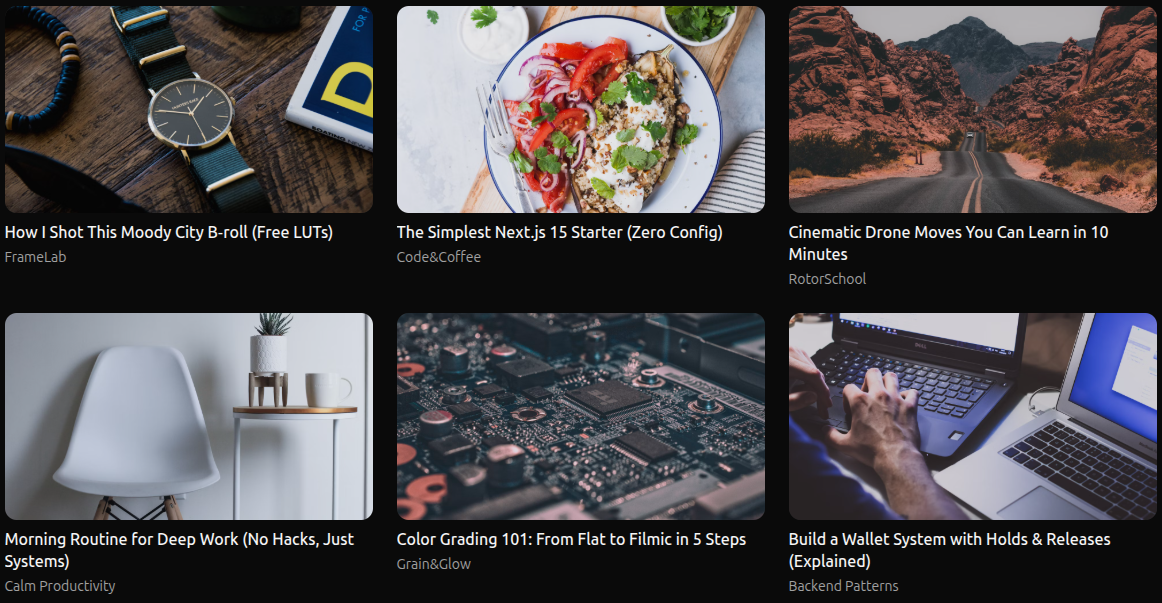 FOR P
How I Shot This Moody City B-roll (Free LUTs)
FrameLab
The Simplest Next.js 15 Starter (Zero Config)
Code&Coffee
Cinematic Drone Moves You Can Learn in 10
Minutes
RotorSchool
Morning Routine for Deep Work (No Hacks, Just
Systems)
Calm Productivity
Color Grading 101: From Flat to Filmic in 5 Steps
Grain&Glow
DELL
Build a Wallet System with Holds & Releases
(Explained)
Backend Patterns